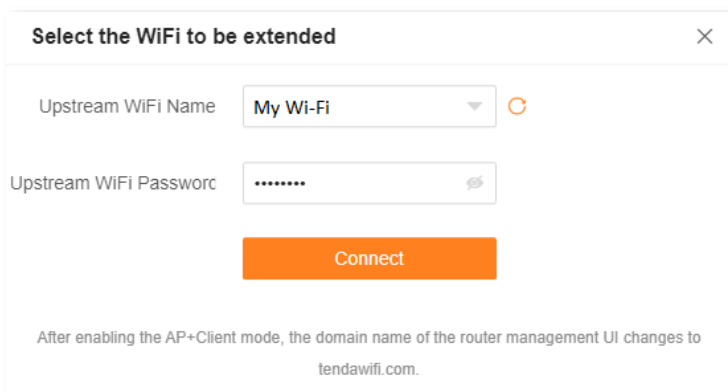 Select the WiFi to be extended
Upstream WiFi Name
My Wi-Fi
Upstream WiFi Password
••••••••
Connect
After enabling the AP+Client mode, the domain name of the router management UI changes to
tendawifi.com.